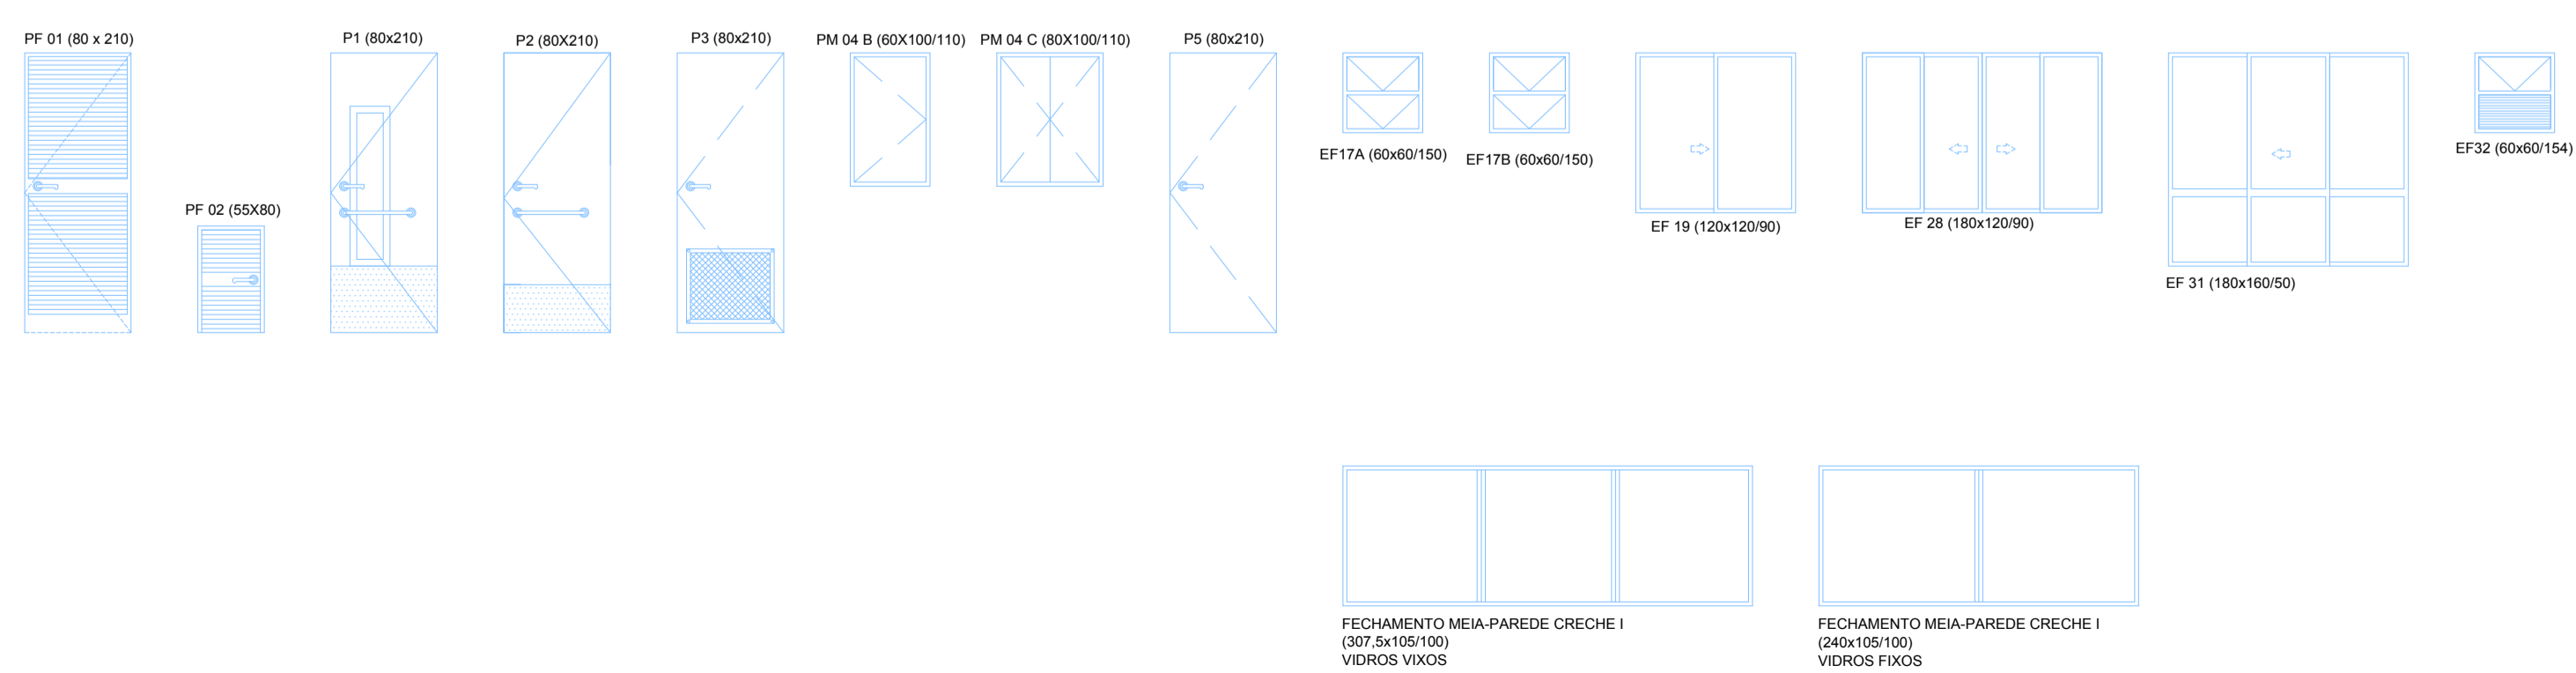 PF 01 (80 x 210)
P1 (80x210)
P2 (80X210)
P3 (80x210)
PM 04 B (60X100/110)
PM 04 C (80X100/110)
P5 (80x210)
EF17A (60x60/150)
EF17B (60x60/150)
EF 19 (120x120/90)
EF 28 (180x120/90)
EF 31 (180x160/50)
EF32 (60x60/154)
PF 02 (55X80)
FECHAMENTO MEIA-PAREDE CRECHE I
(307,5x105/100)
VIDROS VIXOS
FECHAMENTO MEIA-PAREDE CRECHE I
(240x105/100)
VIDROS FIXOS